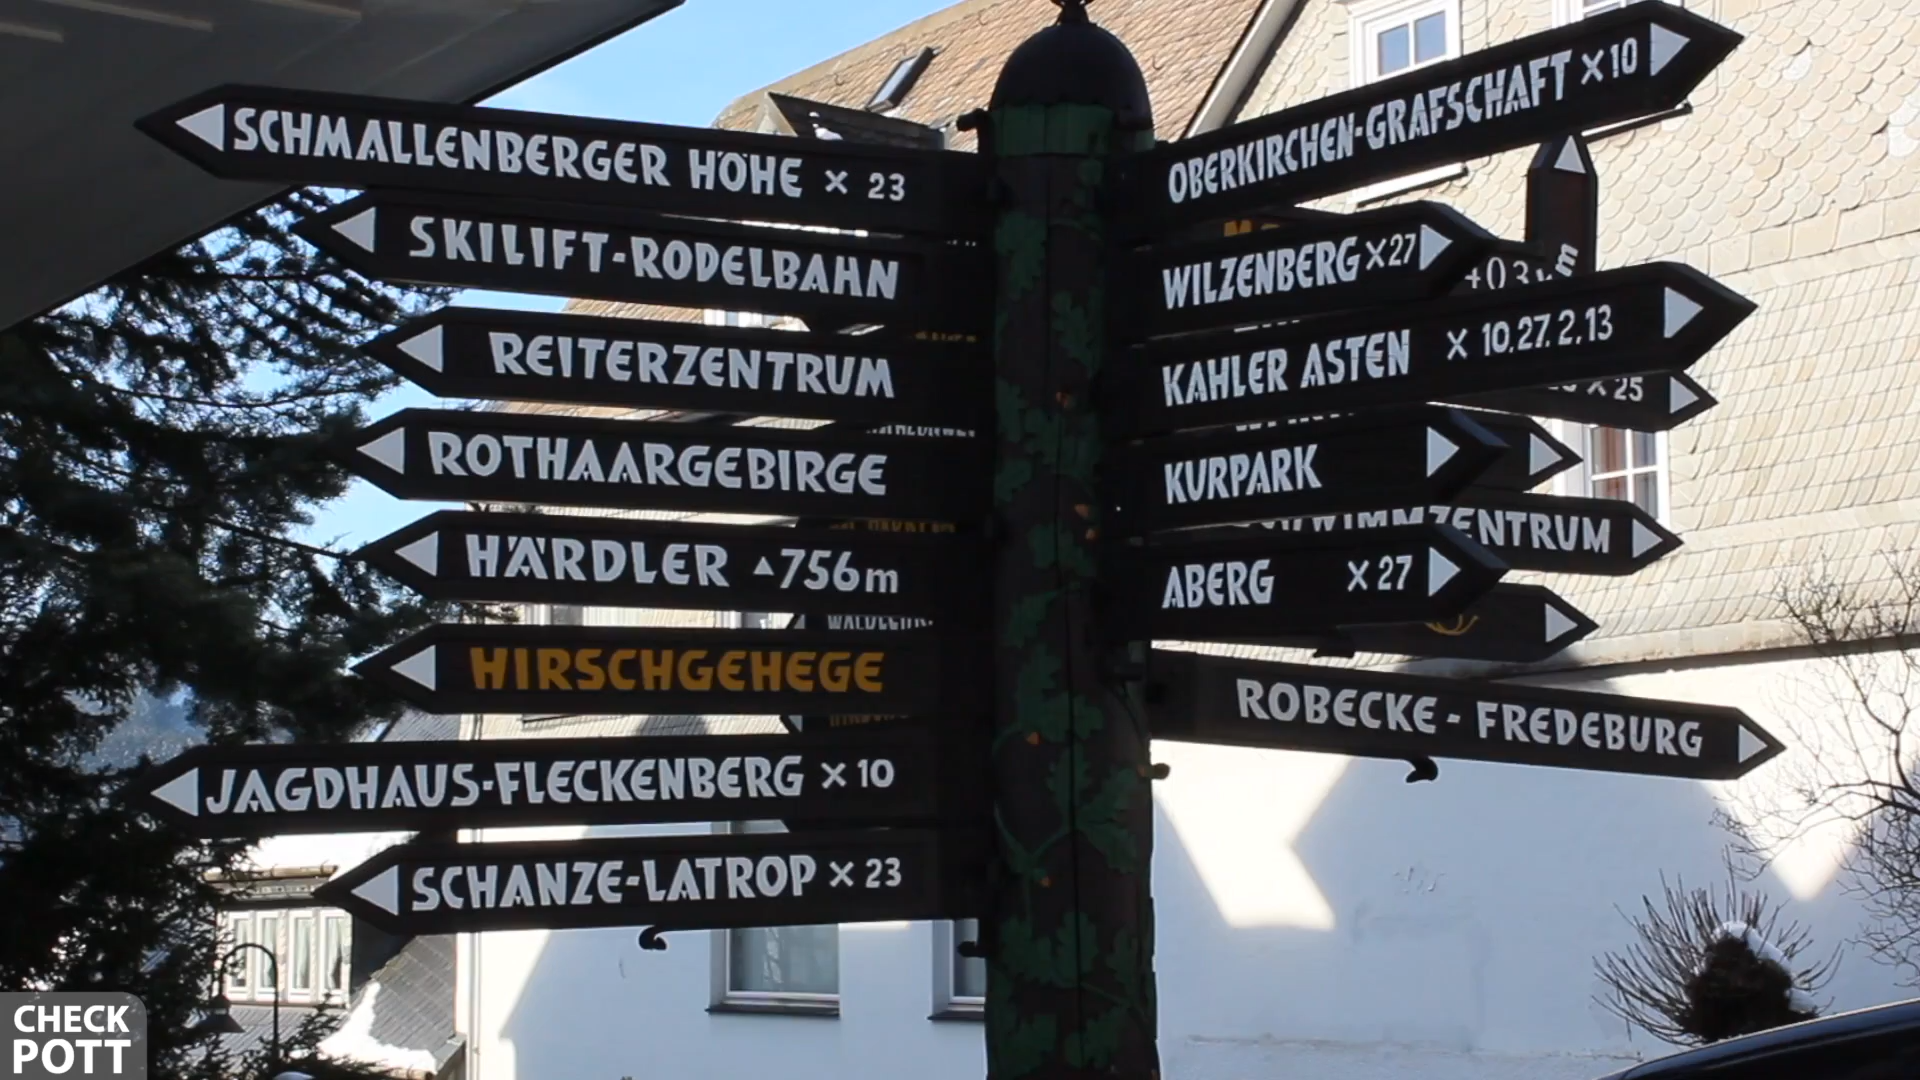 SCHMALLENBERGER HÖHE × 23
SKILIFT-RODELBAHN
REITERZENTRUM
ROTHAARGEBIRGE
HÄRDLER ▲756m
HIRSCHGEHEGE
JAGDHAUS-FLECKENBERG × 10
SCHANZE-LATROP × 23
OBERKIRCHEN-GRAFSCHAFT × 10
WILZENBERG × 27
KAHLER ASTEN × 10.27.2.13
× 25
KURPARK
ABERG × 27
ROBECKE - FREDEBURG
CHECK
POTT